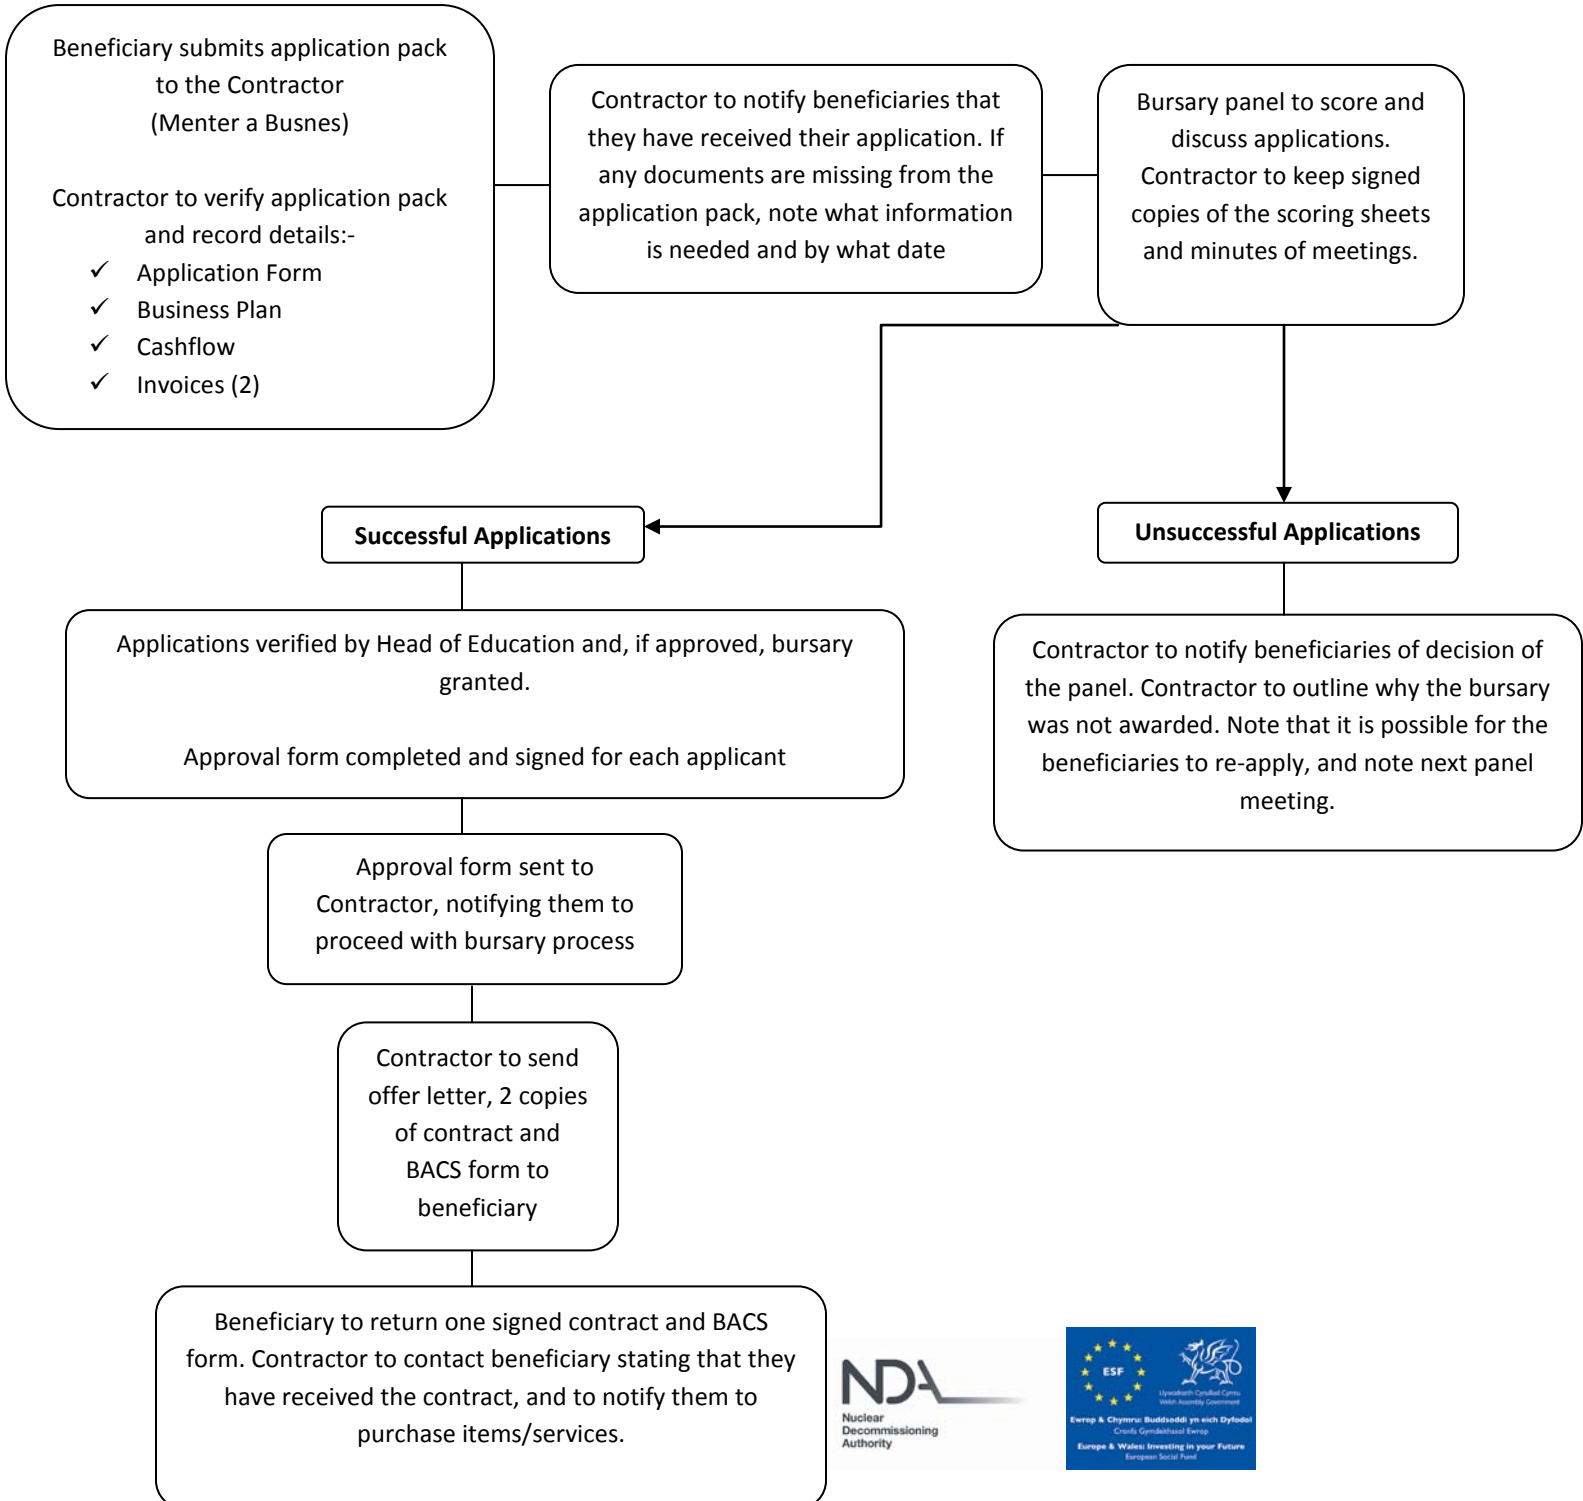 Beneficiary submits application pack
to the Contractor
(Menter a Busnes)
Contractor to verify application pack
and record details:-
✓ Application Form
✓ Business Plan
✓ Cashflow
✓ Invoices (2)
Contractor to notify beneficiaries that
they have received their application. If
any documents are missing from the
application pack, note what information
is needed and by what date
Bursary panel to score and
discuss applications.
Contractor to keep signed
copies of the scoring sheets
and minutes of meetings.
Successful Applications
Unsuccessful Applications
Applications verified by Head of Education and, if approved, bursary
granted.
Approval form completed and signed for each applicant
Contractor to notify beneficiaries of decision of
the panel. Contractor to outline why the bursary
was not awarded. Note that it is possible for the
beneficiaries to re-apply, and note next panel
meeting.
Approval form sent to
Contractor, notifying them to
proceed with bursary process
Contractor to send
offer letter, 2 copies
of contract and
BACS form to
beneficiary
Beneficiary to return one signed contract and BACS
form. Contractor to contact beneficiary stating that they
have received the contract, and to notify them to
purchase items/services.
NDA
Nuclear
Decommissioning
Authority
ESF
Llywodraeth Cynulliad Cymru
Welsh Assembly Government
Ewrop & Chymru: Buddsoddi yn eich Dyfodol
Cronfa Gymdeithasol Ewrop
Europe & Wales: Investing in your Future
European Social Fund